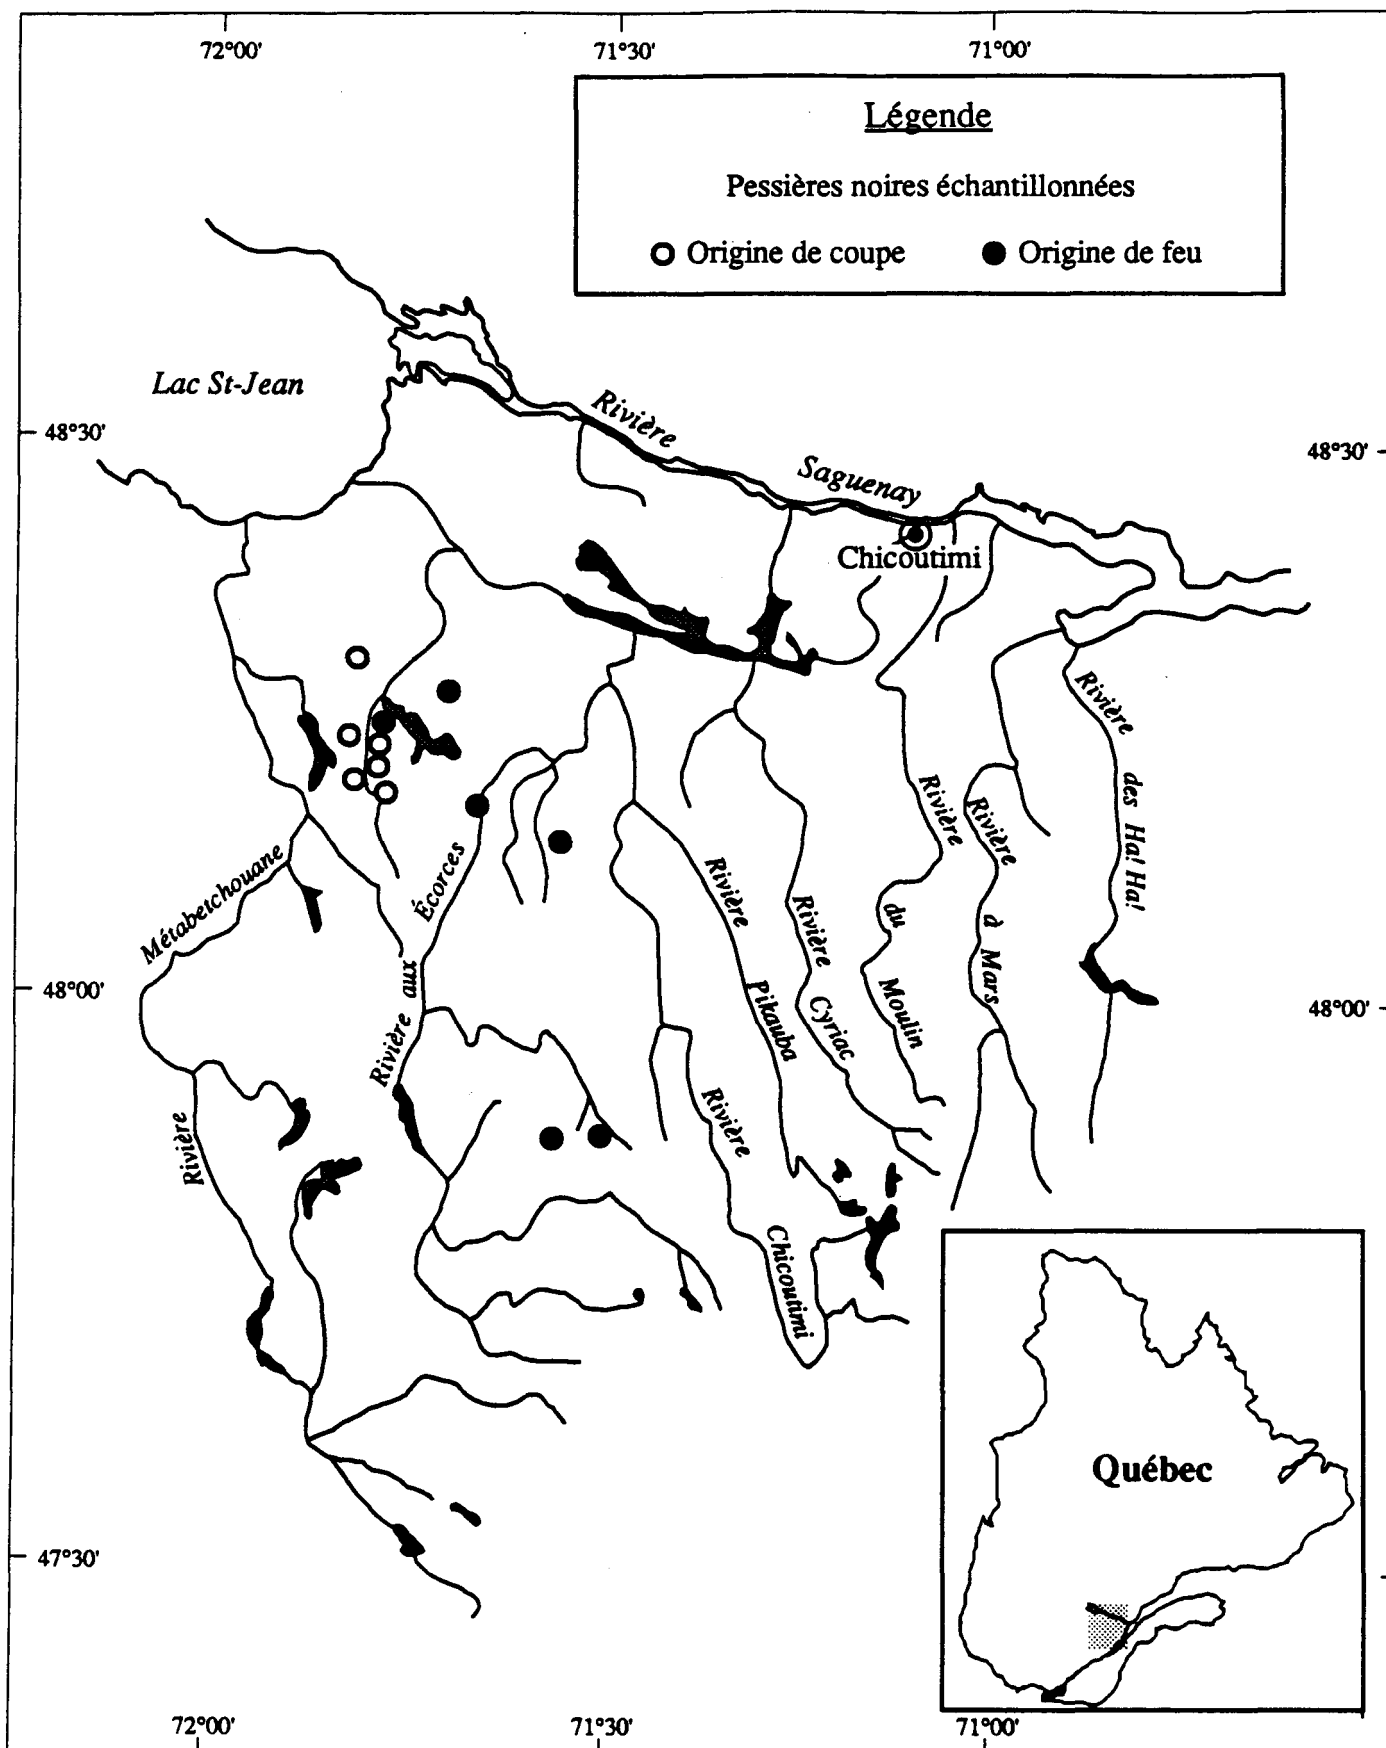 72°00'
71°30'
71°00'
Légende
Pessières noires échantillonnées
Origine de coupe
Origine de feu
Lac St-Jean
Rivière
Saguenay
48°30'
48°30'
Chicoutimi
Rivière
des Ha! Ha!
Rivière
à Mars
Rivière
du
Moulin
Rivière
Cyriac
Rivière
Pikauba
Rivière
Chicoutimi
Rivière aux
Écorces
Métabetchouane
Rivière
48°00'
48°00'
Québec
47°30'
72°00'
71°30'
71°00'